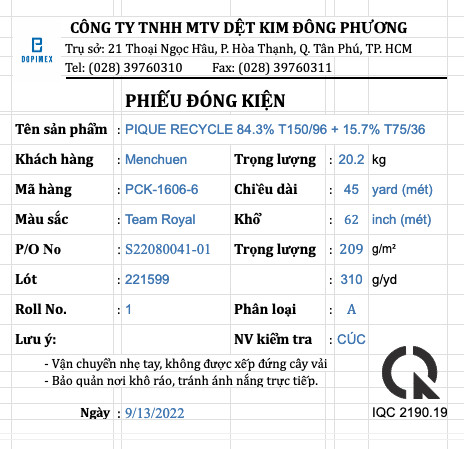 CÔNG TY TNHH MTV DỆT KIM ĐÔNG PHƯƠNG
DOPIMEX
Trụ sở: 21 Thoại Ngọc Hầu, P. Hòa Thạnh, Q. Tân Phú, TP. HCM
Tel: (028) 39760310 Fax: (028) 39760311
PHIẾU ĐÓNG KIỆN
Tên sản phẩm : PIQUE RECYCLE 84.3% T150/96 + 15.7% T75/36
Khách hàng : Menchuen Trọng lượng : 20.2 kg
Mã hàng : PCK-1606-6 Chiều dài : 45 yard (mét)
Màu sắc : Team Royal Khổ : 62 inch (mét)
P/O No : S22080041-01 Trọng lượng : 209 g/m²
Lót : 221599 : 310 g/yd
Roll No. : 1 Phân loại : A
Lưu ý: NV kiểm tra : CÚC
- Vận chuyển nhẹ tay, không được xếp đứng cây vải
- Bảo quản nơi khô ráo, tránh ánh nắng trực tiếp.
Ngày : 9/13/2022 IQC 2190.19